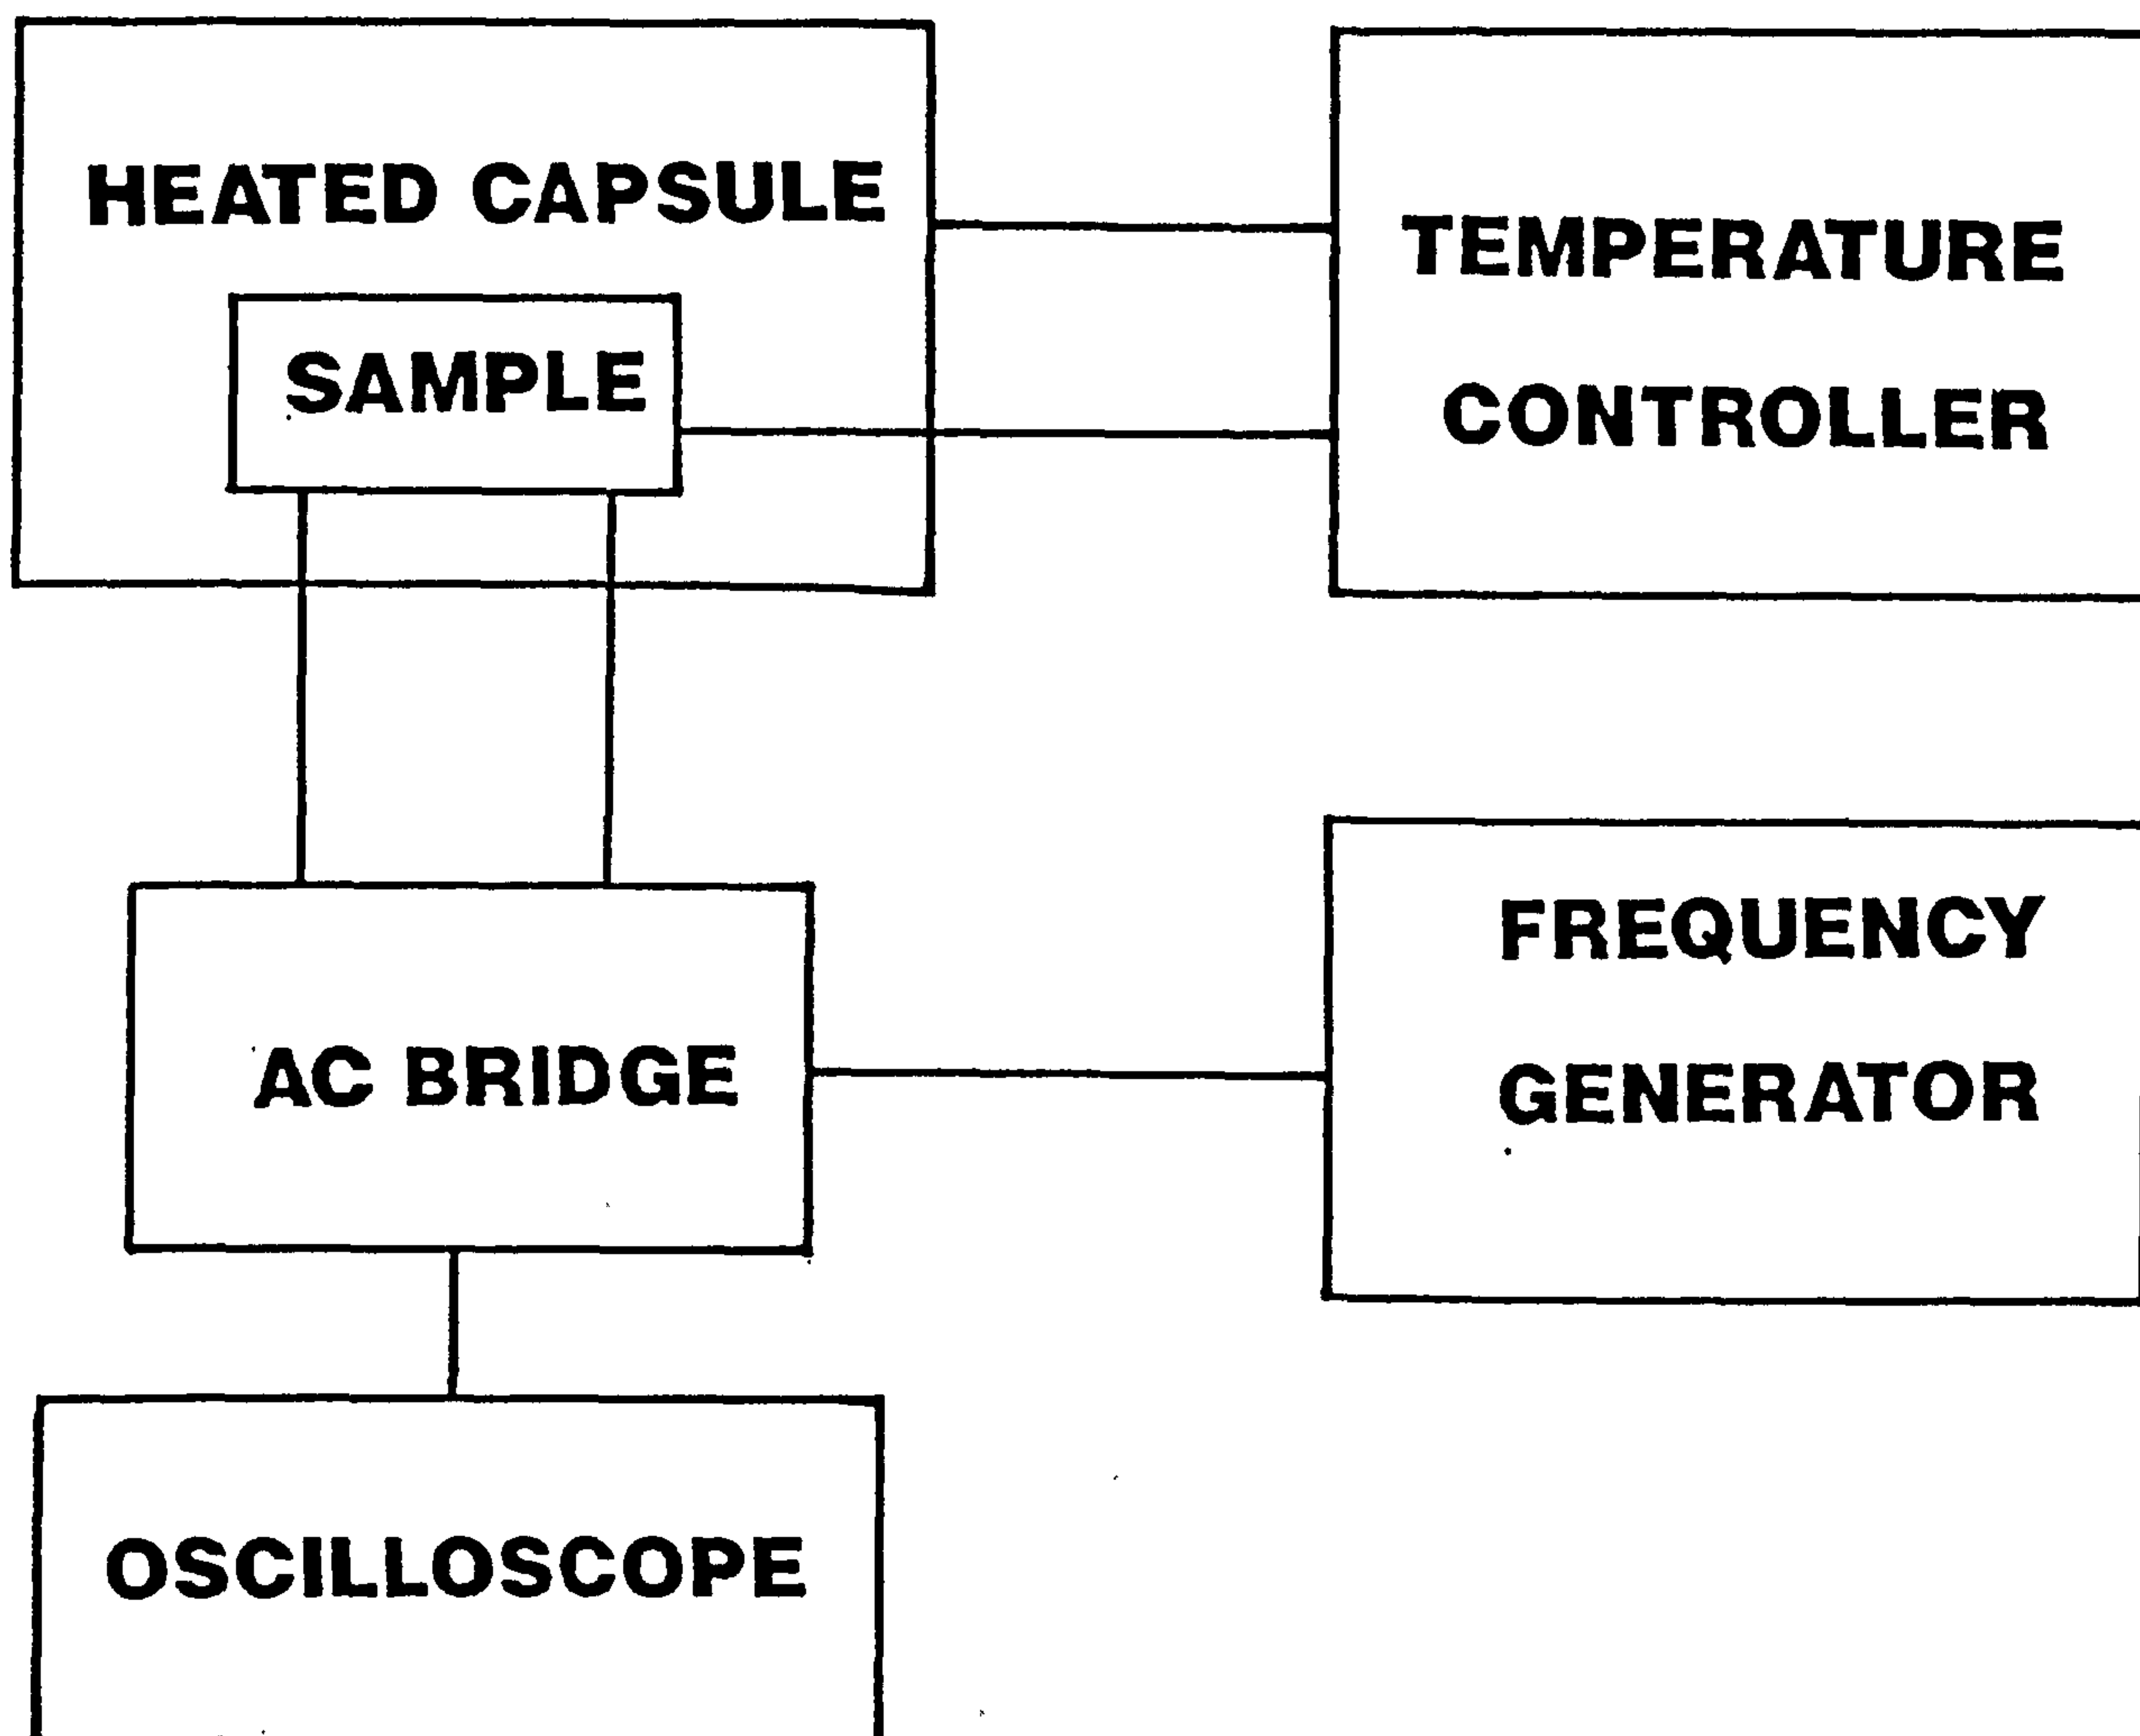 HEATED CAPSULE
SAMPLE
TEMPERATURE
CONTROLLER
AC BRIDGE
FREQUENCY
GENERATOR
OSCILLOSCOPE